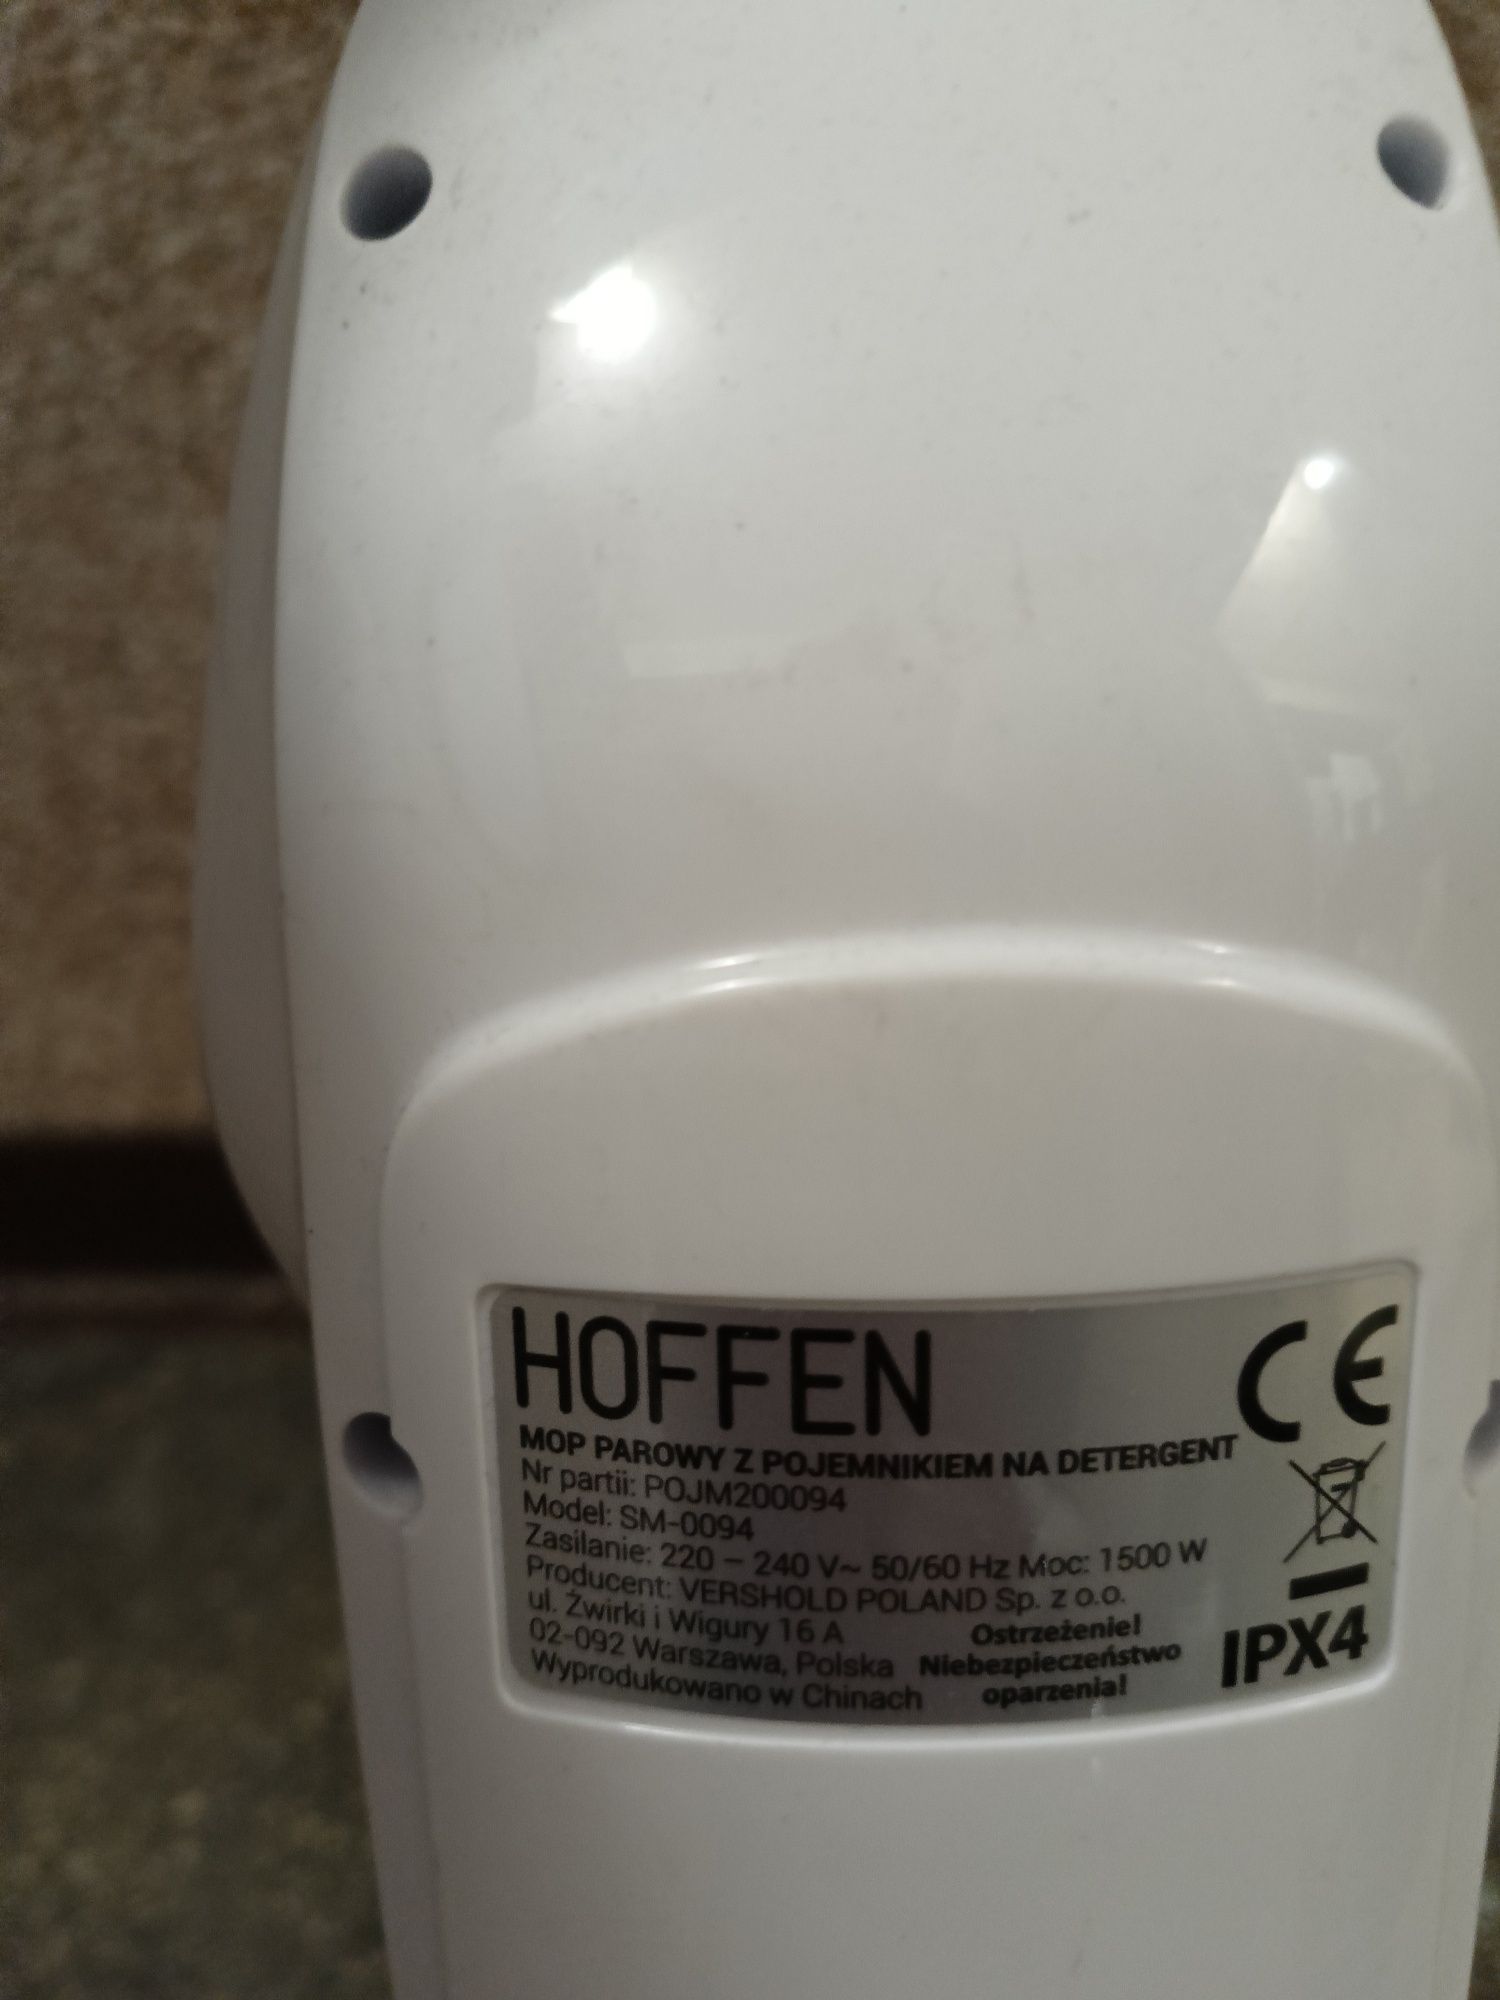 HOFFEN
CE
MOP PAROWY Z POJEMNIKIEM NA DETERGENT
Nr partii: POJM200094
Model: SM-0094
Zasilanie: 220 – 240 V~ 50/60 Hz Moc: 1500 W
Producent: VERSHOLD POLAND Sp. z o.o.
ul. Żwirki i Wigury 16 A
02-092 Warszawa, Polska
Wyprodukowano w Chinach
Ostrzeżenie!
Niebezpieczeństwo
oparzenia!
IPX4